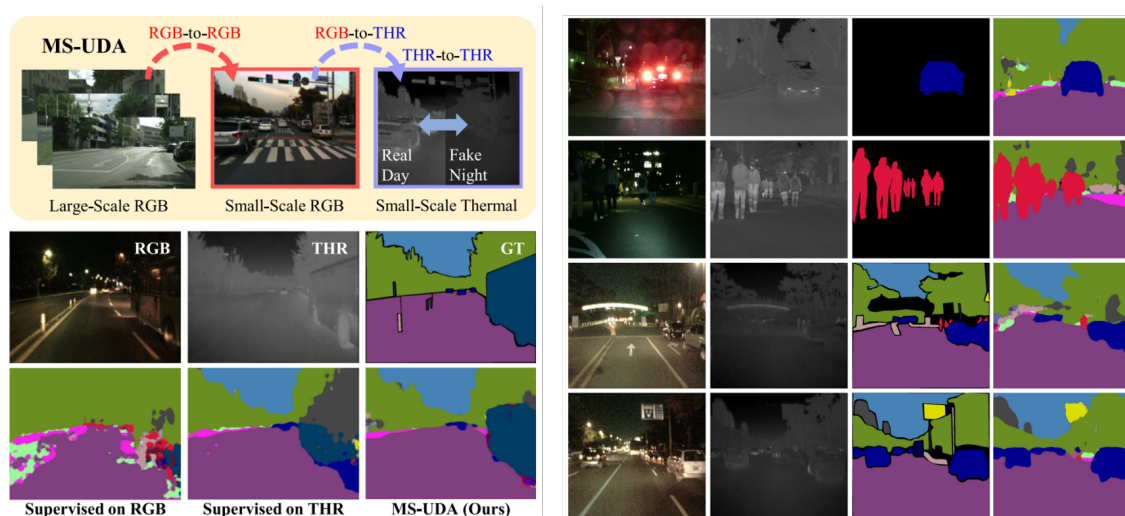 MS-UDA
RGB-to-RGB
RGB-to-THR
THR-to-THR
Real
Day
Fake
Night
Large-Scale RGB
Small-Scale RGB
Small-Scale Thermal
RGB
THR
GT
Supervised on RGB
Supervised on THR
MS-UDA (Ours)